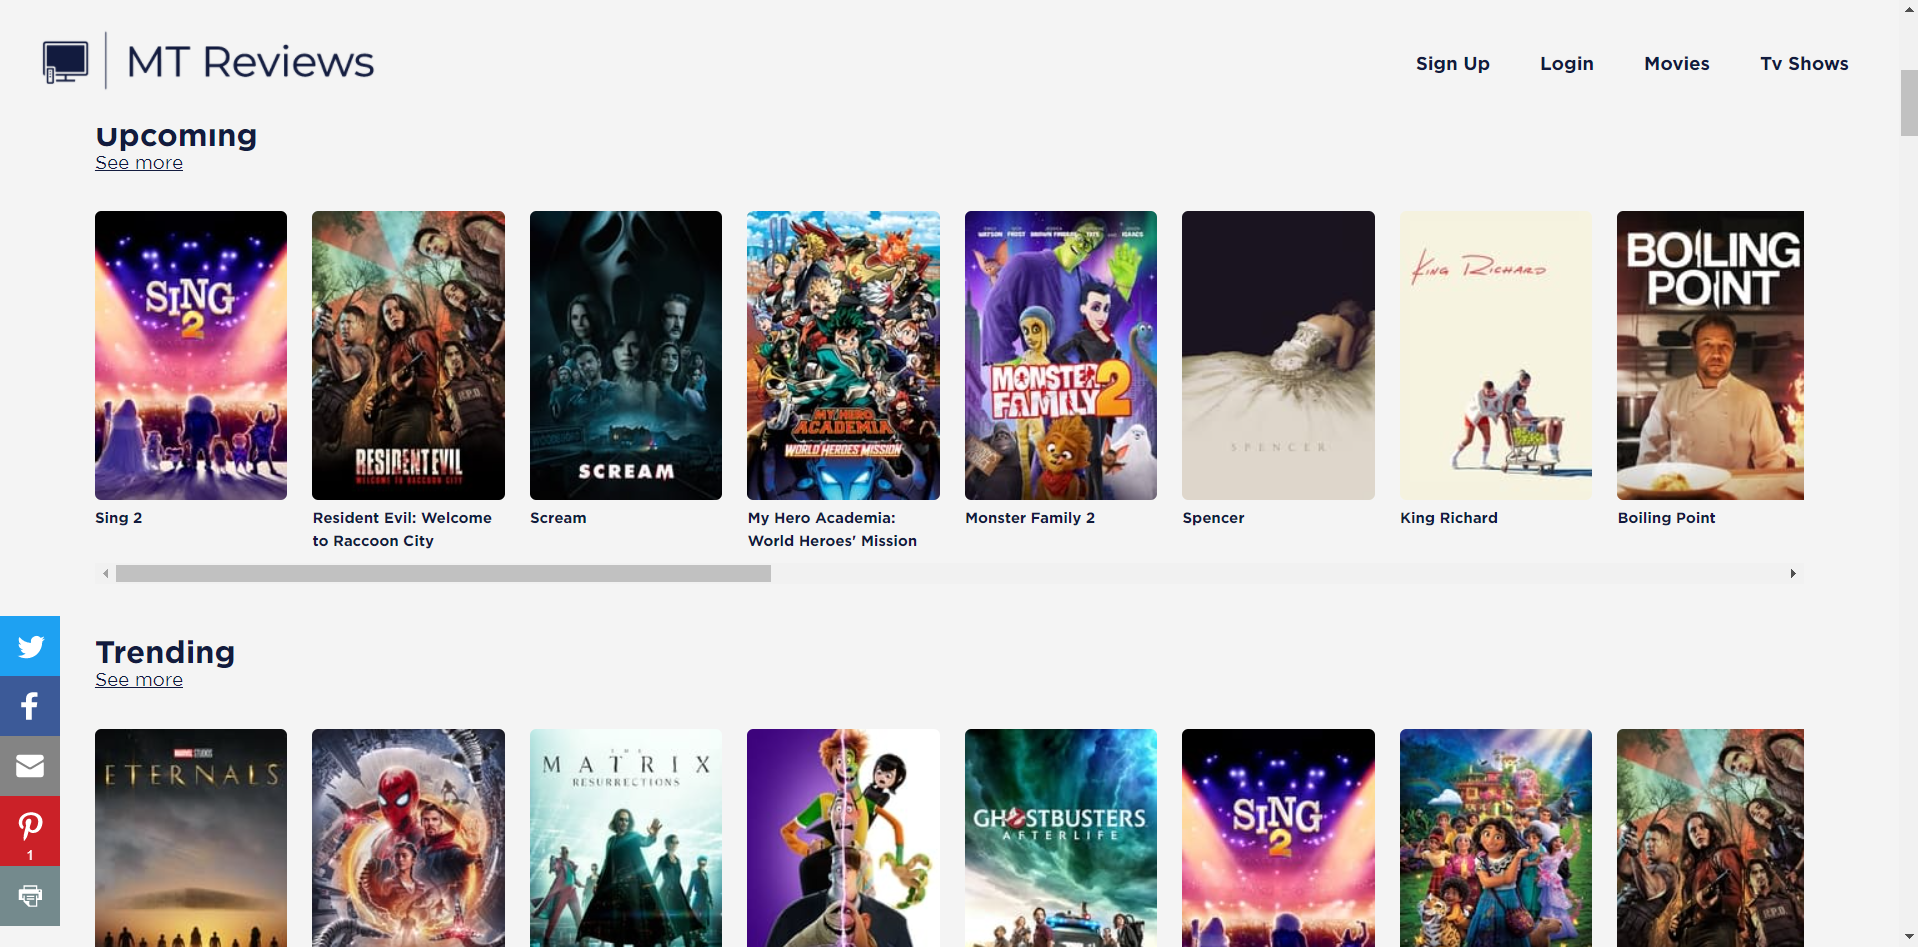 MT Reviews
Sign Up
Login
Movies
Tv Shows
Upcoming
See more
SING
2
RESIDENT EVIL
WELCOME TO RACCOON CITY
R.P.D.
SCREAM
MY HERO
ACADEMIA
WORLD HEROES MISSION
MONSTER
FAMILY 2
SPENCER
King Richard
BOILING
POINT
Sing 2
Resident Evil: Welcome
to Raccoon City
Scream
My Hero Academia:
World Heroes' Mission
Monster Family 2
Spencer
King Richard
Boiling Point
Trending
See more
MARVEL STUDIOS
ETERNALS
THE
MATRIX
RESURRECTIONS
GHOSTBUSTERS
AFTERLIFE
SING
2
R.P.D.
1